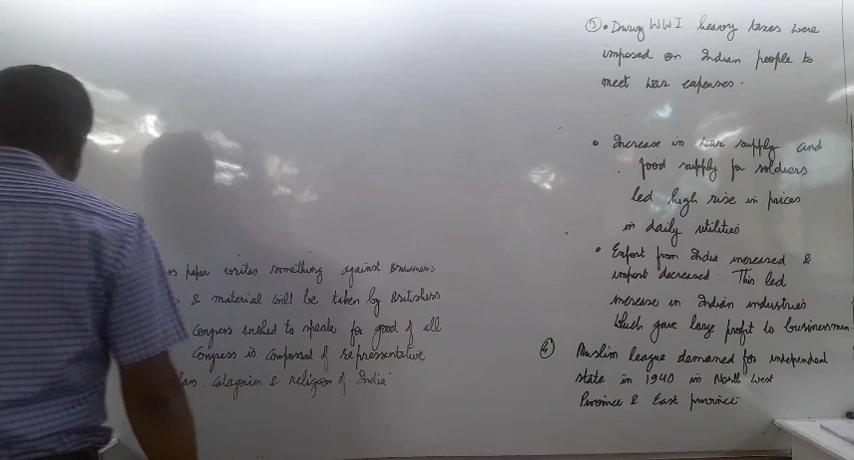 paper writes something against Britishers
& material will be taken by Britishers
Congress wished to speak for good of all
Congress is composed of representative
catagories & religion of India
③ • During WWI heavy taxes were
imposed on Indian people to
meet war expenses.
• Increase in war supply and
food supply for soldiers
led high rise in prices
in daily utilities
• Export from India increased &
import decreased. This led
increase in Indian industries
which gave large profit to businessmen.
④ Muslim league demanded for independent
state in 1940 in North West
Province & East province